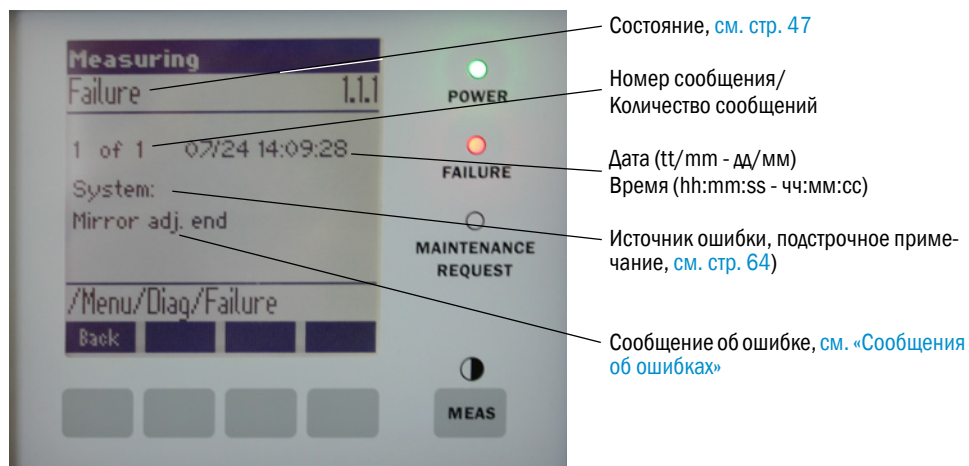 Measuring
Failure 1.1.1
1 of 1 07/24 14:09:28
System:
Mirror adj. end
/Menu/Diag/Failure
Back
POWER
FAILURE
MAINTENANCE
REQUEST
MEAS
Состояние, см. стр. 47
Номер сообщения/
Количество сообщений
Дата (tt/mm - дд/мм)
Время (hh:mm:ss - чч:мм:сс)
Источник ошибки, подстрочное приме-
чание, см. стр. 64)
Сообщение об ошибке, см. «Сообщения
об ошибках»